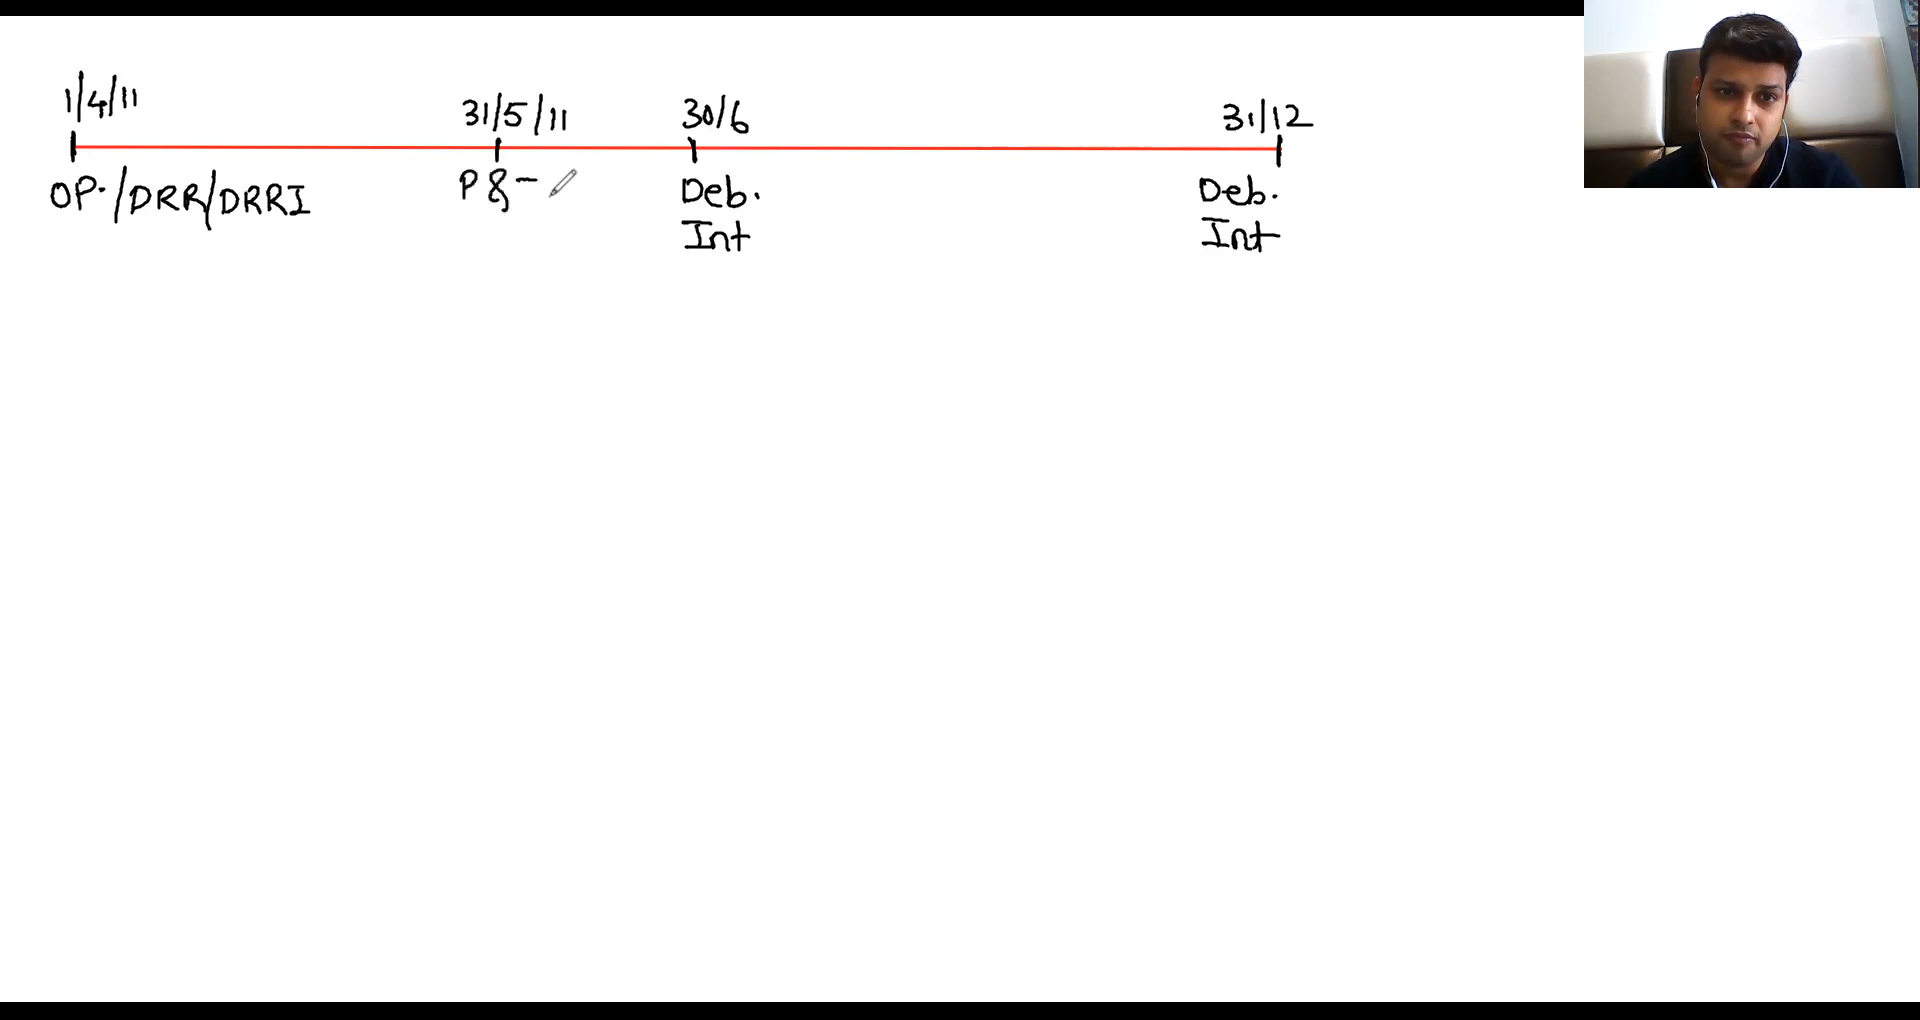 1/4/11 31/5/11 30/6 31/12
OP./DRR/DRRI P & - Deb. Deb.
Int Int